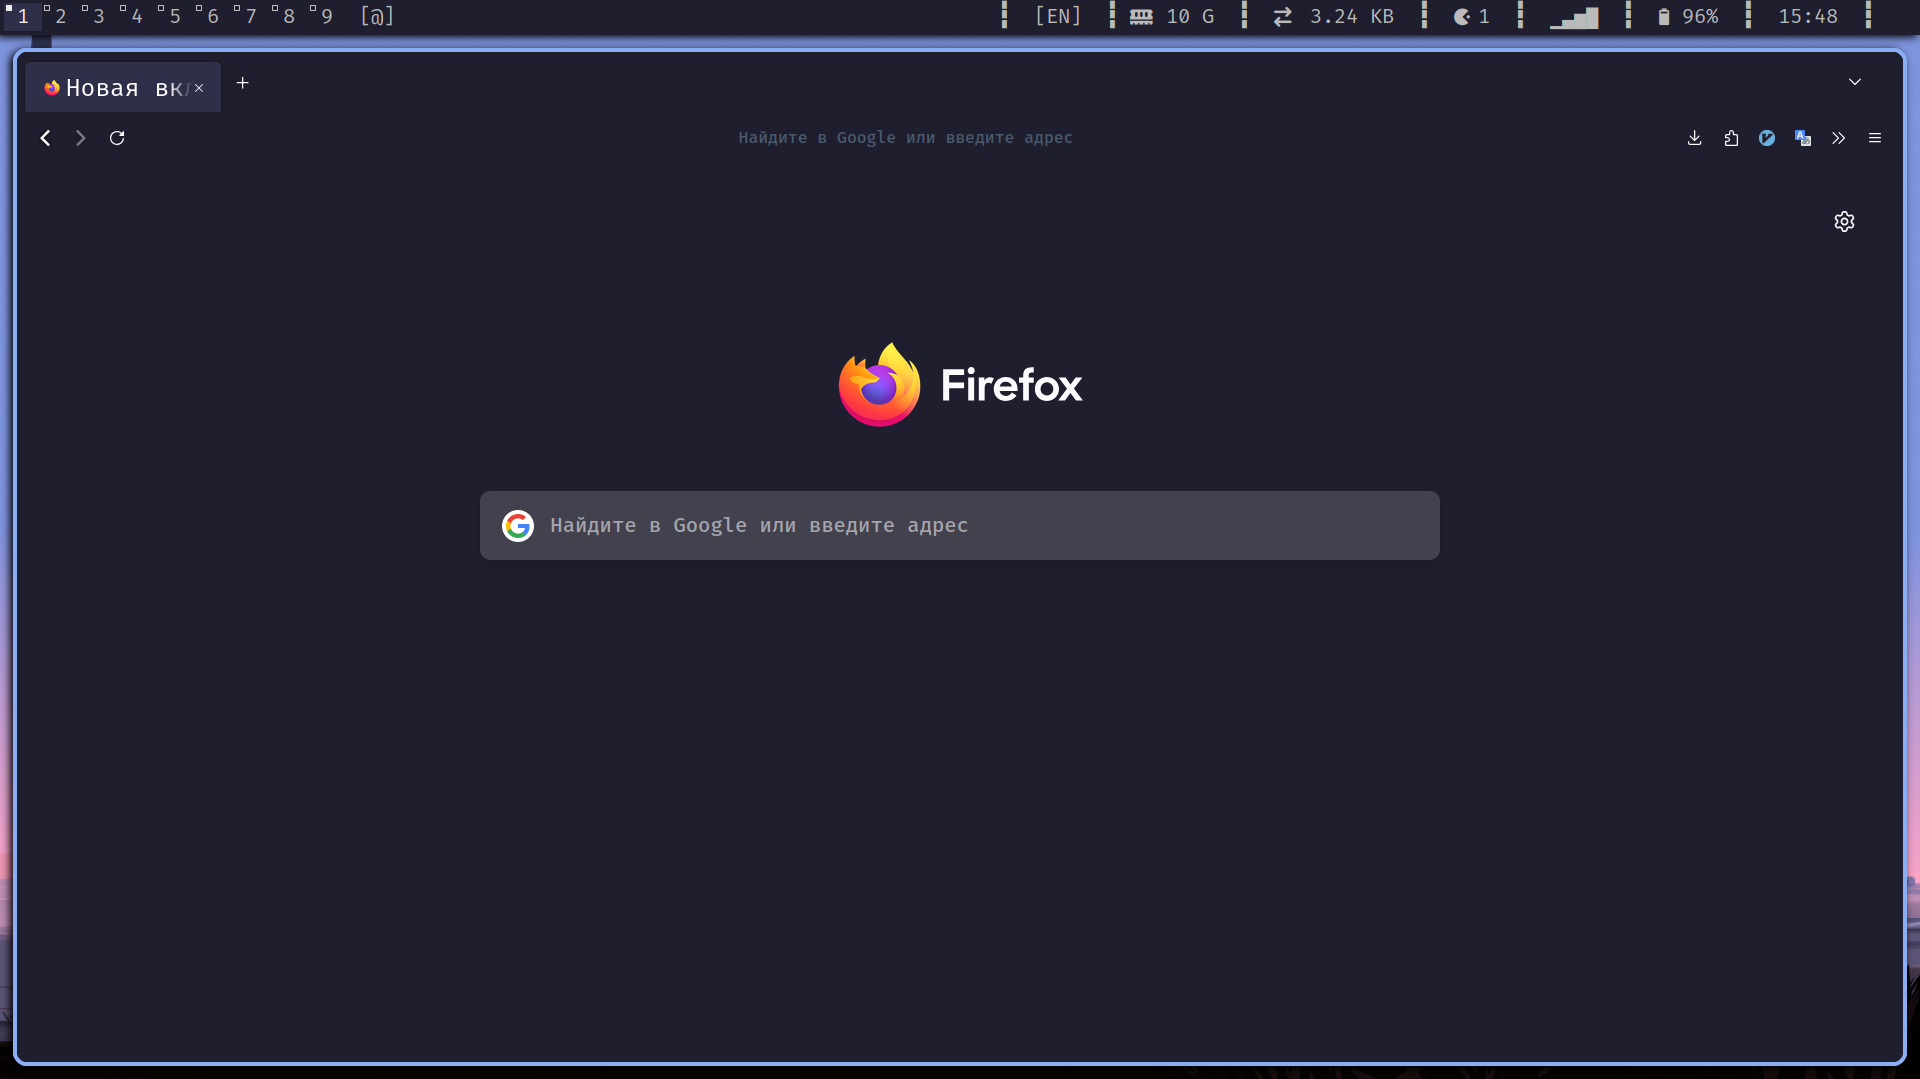 1 2 3 4 5 6 7 8 9 [@] [EN] 10 G 3.24 KB 1 96% 15:48
Новая вкл
Найдите в Google или введите адрес
Firefox
Найдите в Google или введите адрес